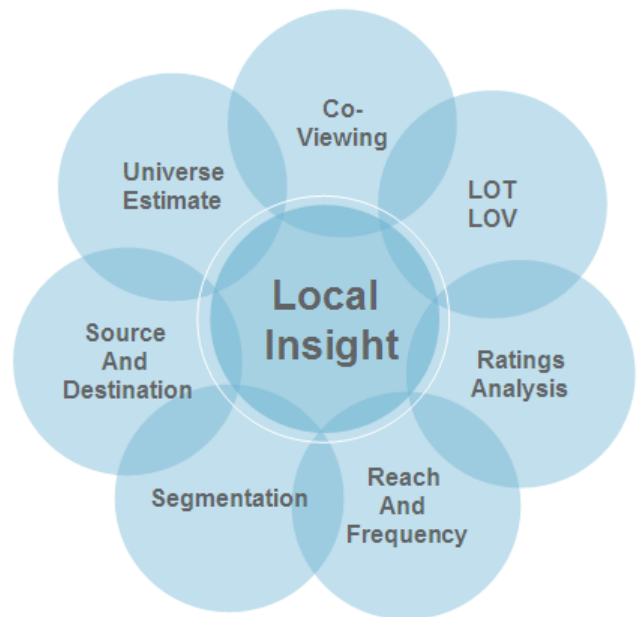 Co-
Viewing
LOT
LOV
Ratings
Analysis
Reach
And
Frequency
Segmentation
Source
And
Destination
Universe
Estimate
Local
Insight